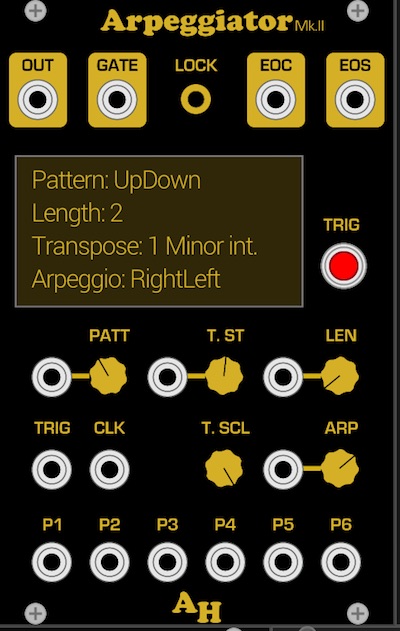 Arpeggiator Mk.II
OUT GATE LOCK EOC EOS
Pattern: UpDown
Length: 2
Transpose: 1 Minor int.
Arpeggio: RightLeft
TRIG
PATT T. ST LEN
TRIG CLK T. SCL ARP
P1 P2 P3 P4 P5 P6
AH